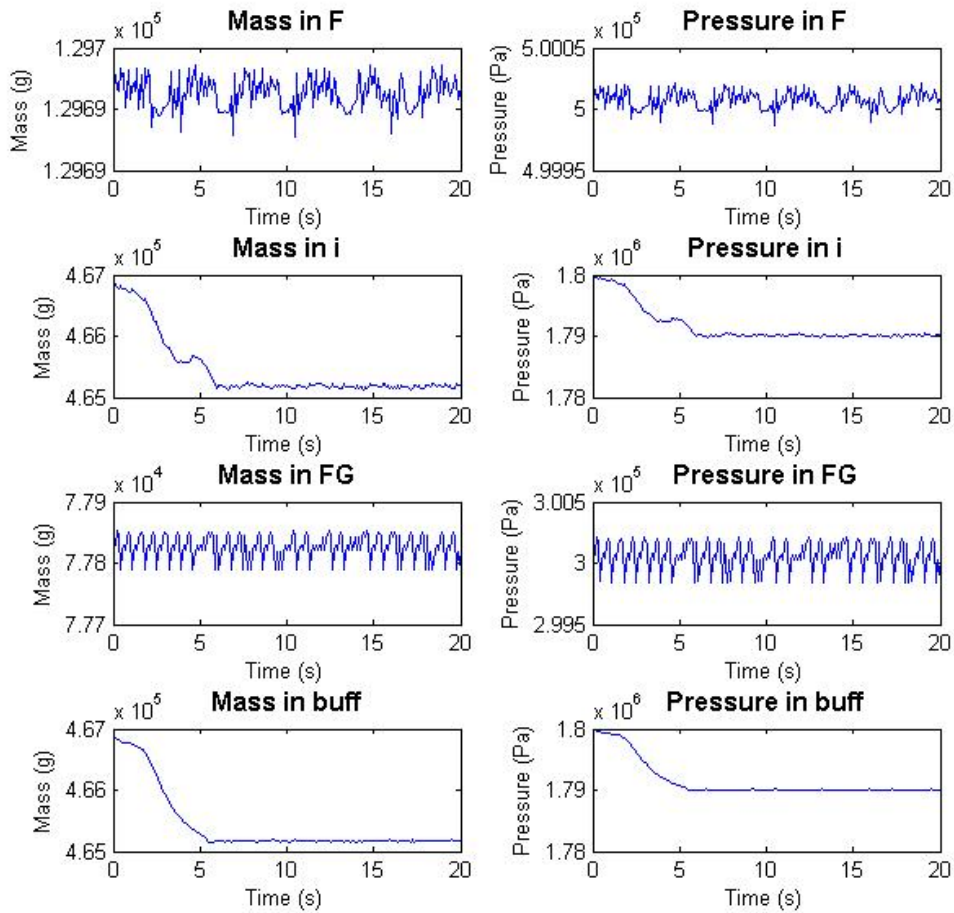 Mass in F
x 10^5
1.297
1.2969
1.2969
Mass (g)
0 5 10 15 20
Time (s)
Pressure in F
x 10^5
5.0005
5
4.9995
Pressure (Pa)
0 5 10 15 20
Time (s)
Mass in i
x 10^5
4.67
4.66
4.65
Mass (g)
0 5 10 15 20
Time (s)
Pressure in i
x 10^6
1.8
1.79
1.78
Pressure (Pa)
0 5 10 15 20
Time (s)
Mass in FG
x 10^4
7.79
7.78
7.77
Mass (g)
0 5 10 15 20
Time (s)
Pressure in FG
x 10^5
3.005
3
2.995
Pressure (Pa)
0 5 10 15 20
Time (s)
Mass in buff
x 10^5
4.67
4.66
4.65
Mass (g)
0 5 10 15 20
Time (s)
Pressure in buff
x 10^6
1.8
1.79
1.78
Pressure (Pa)
0 5 10 15 20
Time (s)